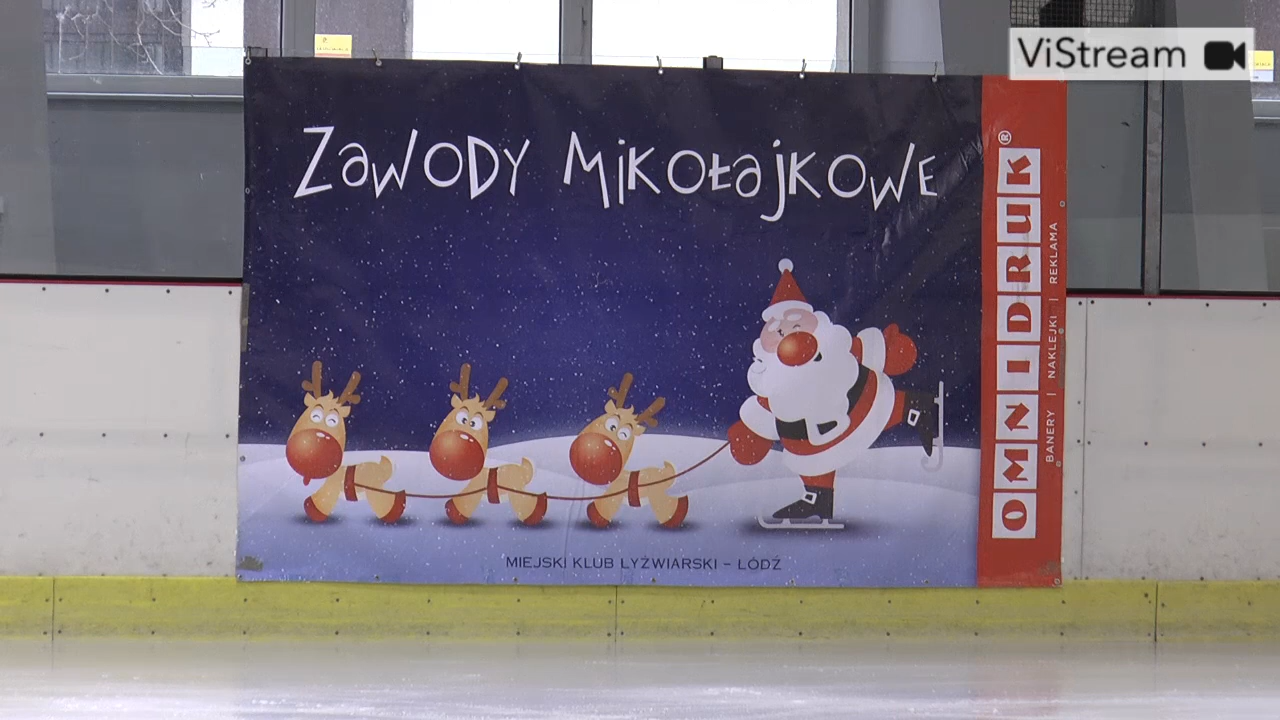 ViStream
ZAWODY MIKOŁAJKOWE
MIEJSKI KLUB ŁYŻWIARSKI – ŁÓDŹ
OMNIDRUK®
BANERY | NAKLEJKI | REKLAMA